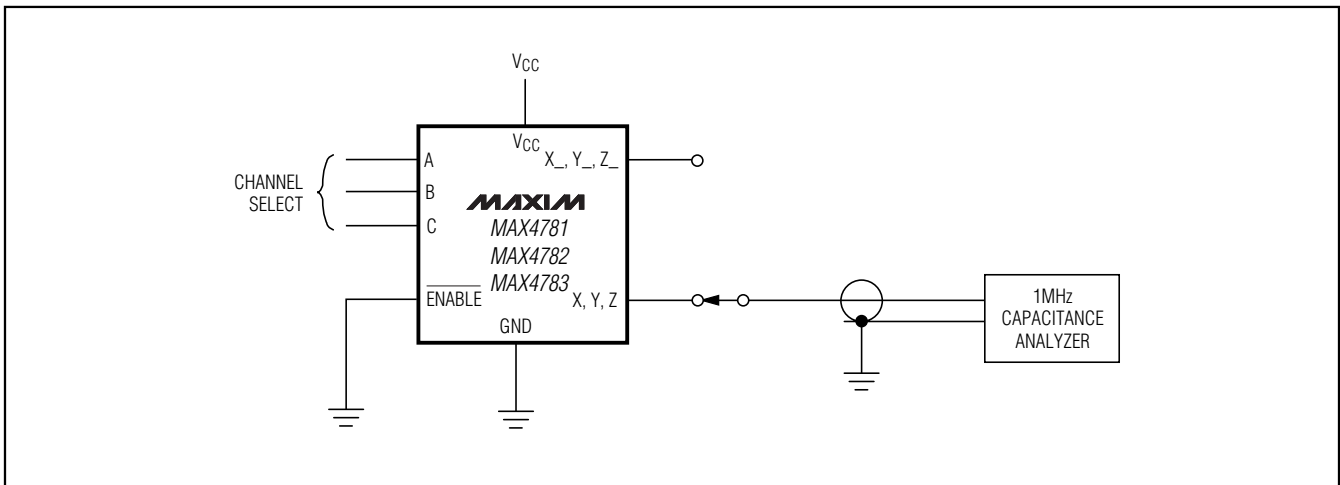 VCC
VCC
A
X_, Y_, Z_
CHANNEL
SELECT
B
MAXIM
C
MAX4781
MAX4782
MAX4783
ENABLE
X, Y, Z
GND
1MHz
CAPACITANCE
ANALYZER